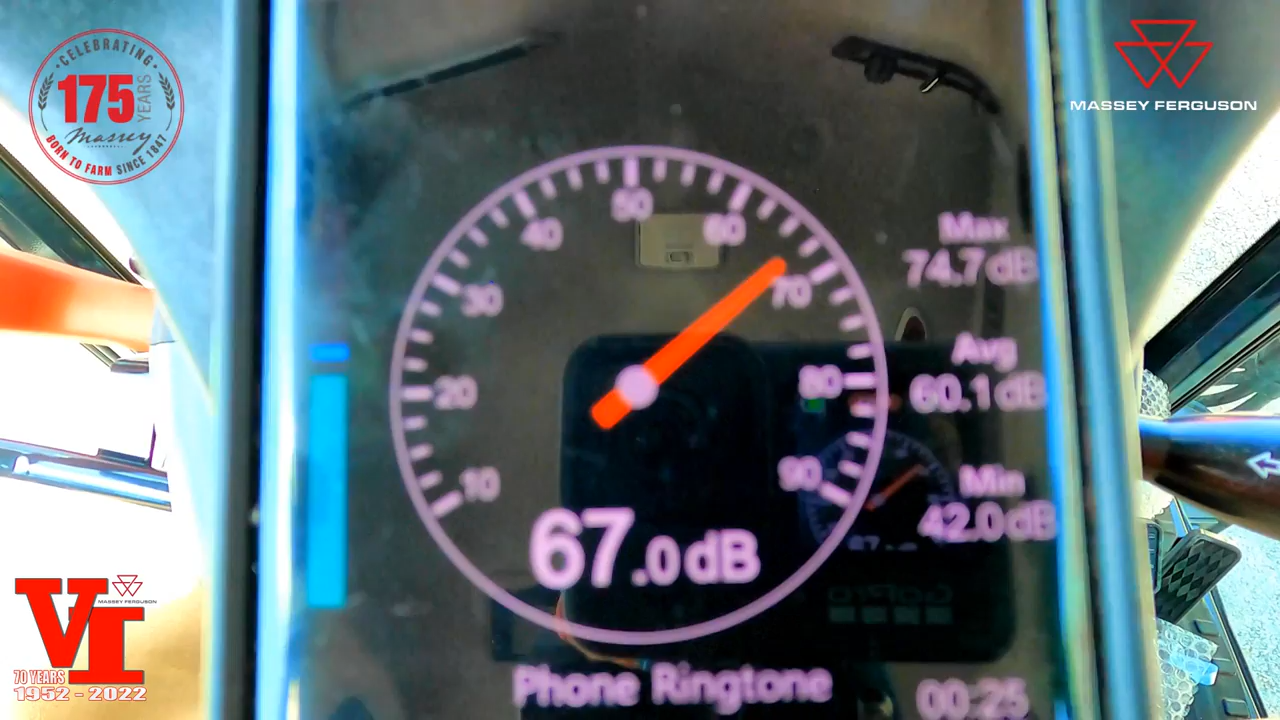 CELEBRATING
175 YEARS
Massey
BORN TO FARM SINCE 1847
MASSEY FERGUSON
10
20
30
40
50
60
70
80
90
67.0dB
Phone Ringtone
Max
74.7dB
Avg
60.1dB
Min
42.0dB
00:25
VI
MASSEY FERGUSON
70 YEARS
1952 - 2022